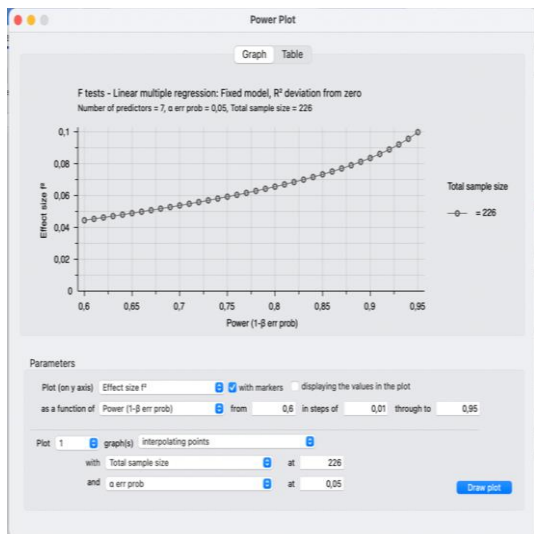 Power Plot
Graph Table
F tests - Linear multiple regression: Fixed model, R² deviation from zero
Number of predictors = 7, α err prob = 0,05, Total sample size = 226
0,1
0,08
0,06
0,04
0,02
0
Effect size f²
0,6 0,65 0,7 0,75 0,8 0,85 0,9 0,95
Power (1-β err prob)
Total sample size
= 226
Parameters
Plot (on y axis) Effect size f² with markers displaying the values in the plot
as a function of Power (1-β err prob) from 0,6 in steps of 0,01 through to 0,95
Plot 1 graph(s) interpolating points
with Total sample size at 226
and α err prob at 0,05
Draw plot